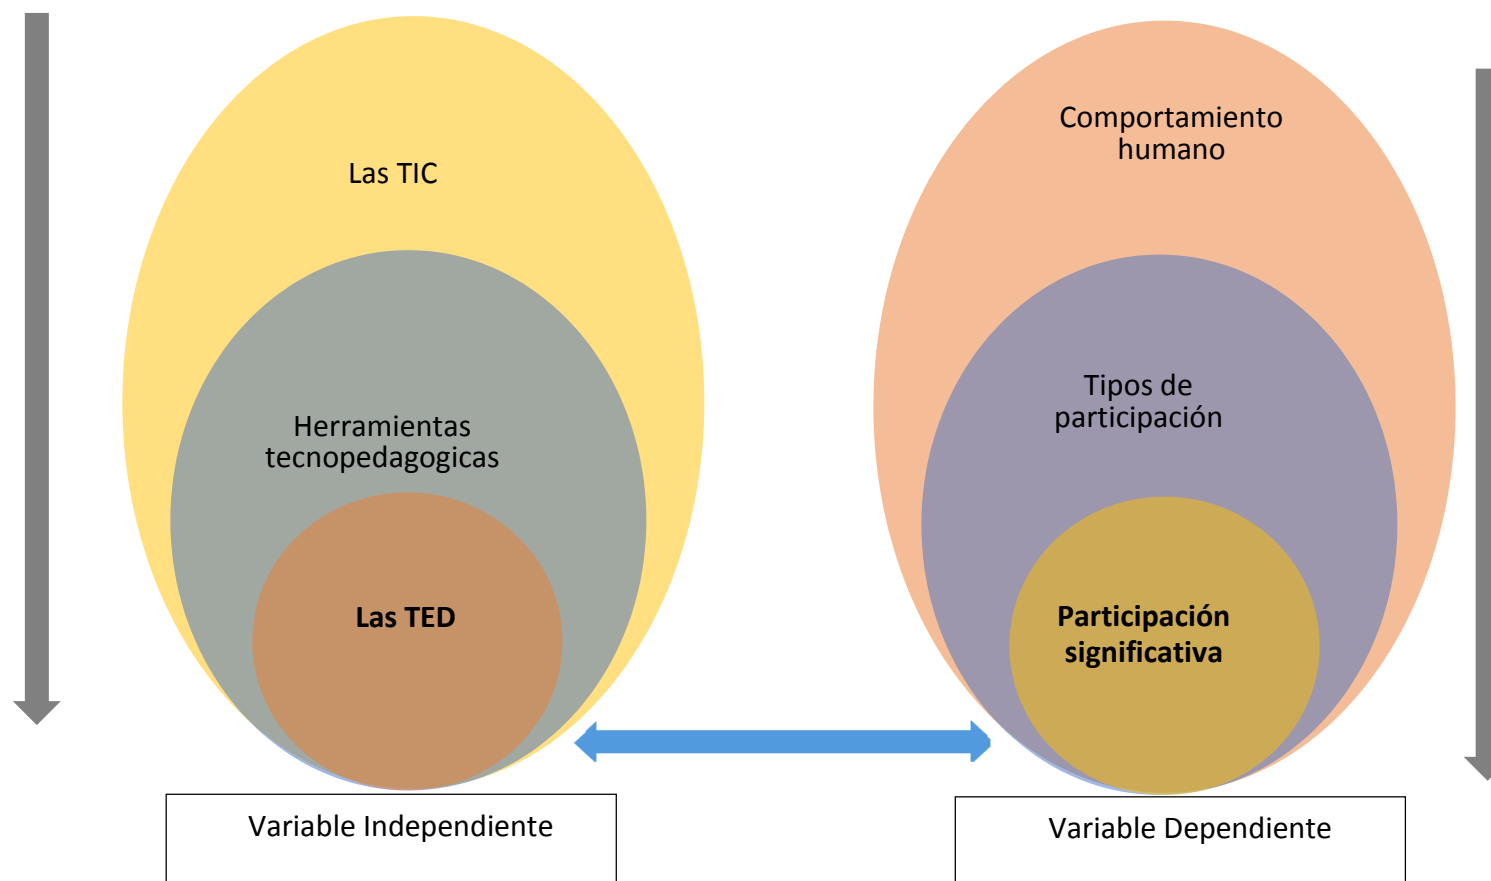 Las TIC
Herramientas
tecnopedagogicas
Las TED
Variable Independiente
Comportamiento
humano
Tipos de
participación
Participación
significativa
Variable Dependiente